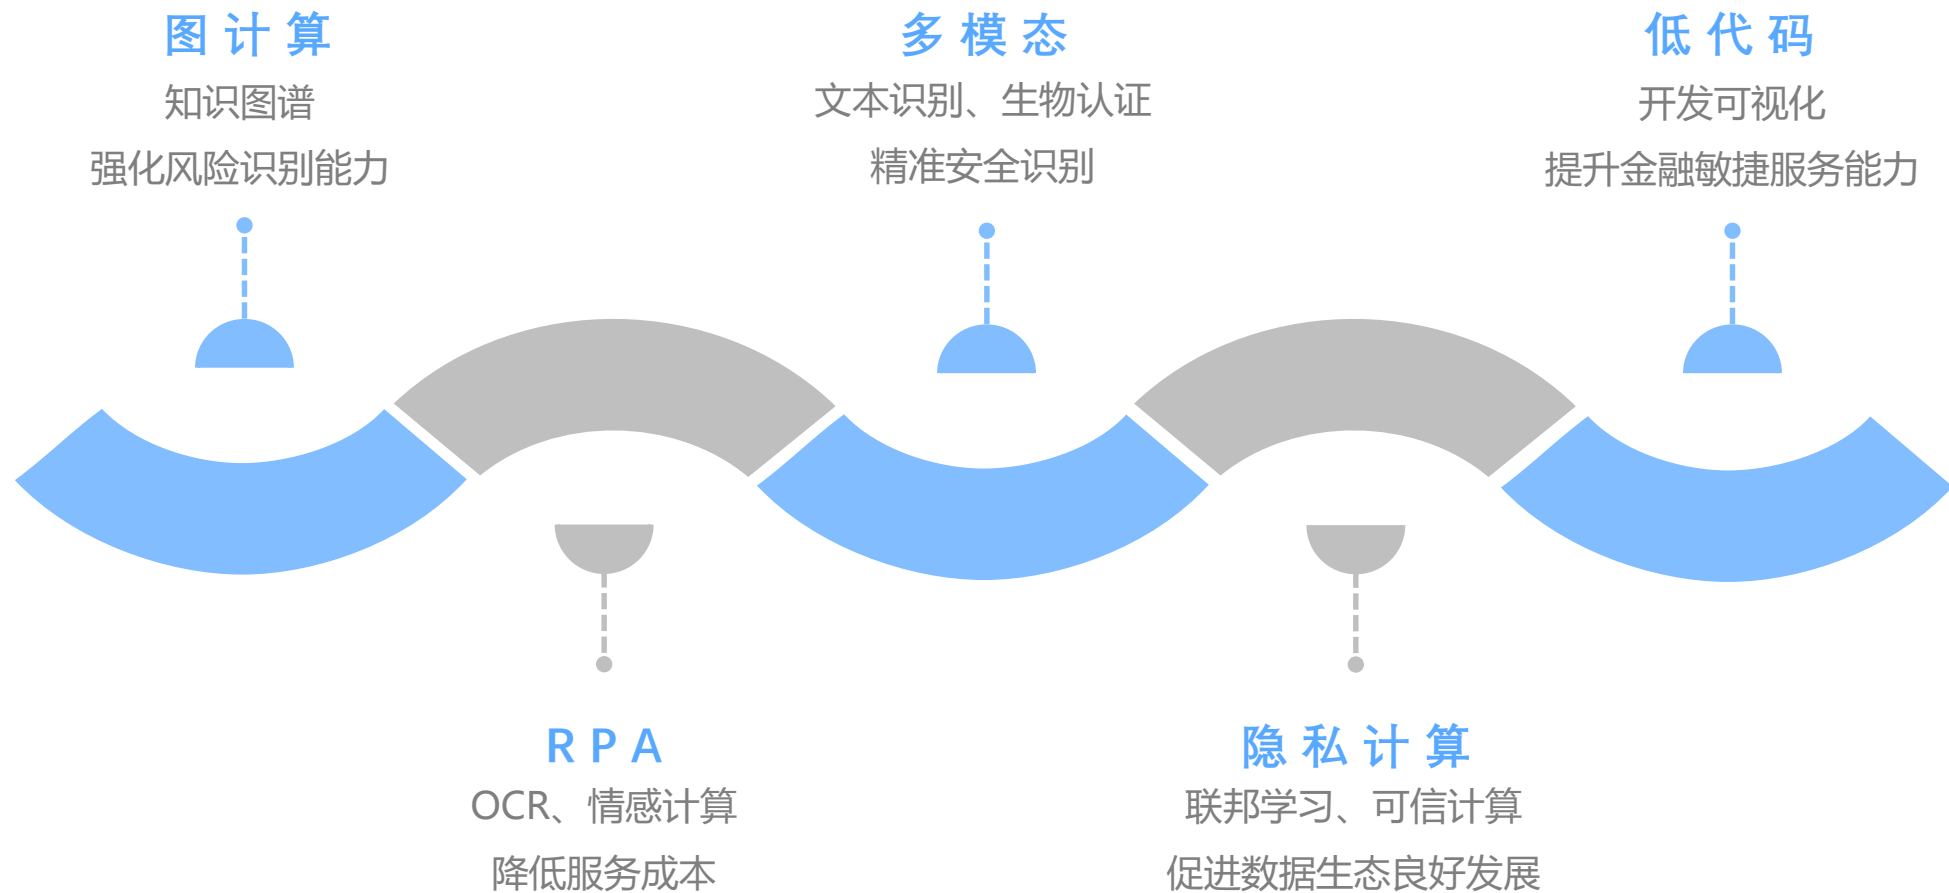 图计算
知识图谱
强化风险识别能力
多模态
文本识别、生物认证
精准安全识别
低代码
开发可视化
提升金融敏捷服务能力
RPA
OCR、情感计算
降低服务成本
隐私计算
联邦学习、可信计算
促进数据生态良好发展